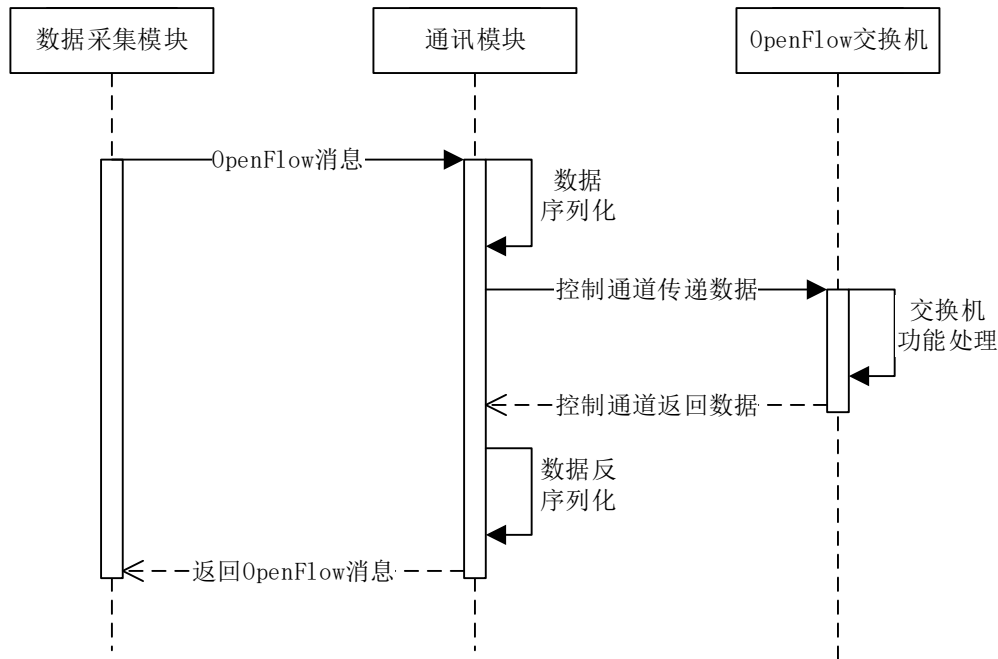 数据采集模块
通讯模块
OpenFlow交换机
OpenFlow消息
数据
序列化
控制通道传递数据
交换机
功能处理
控制通道返回数据
数据反
序列化
返回OpenFlow消息